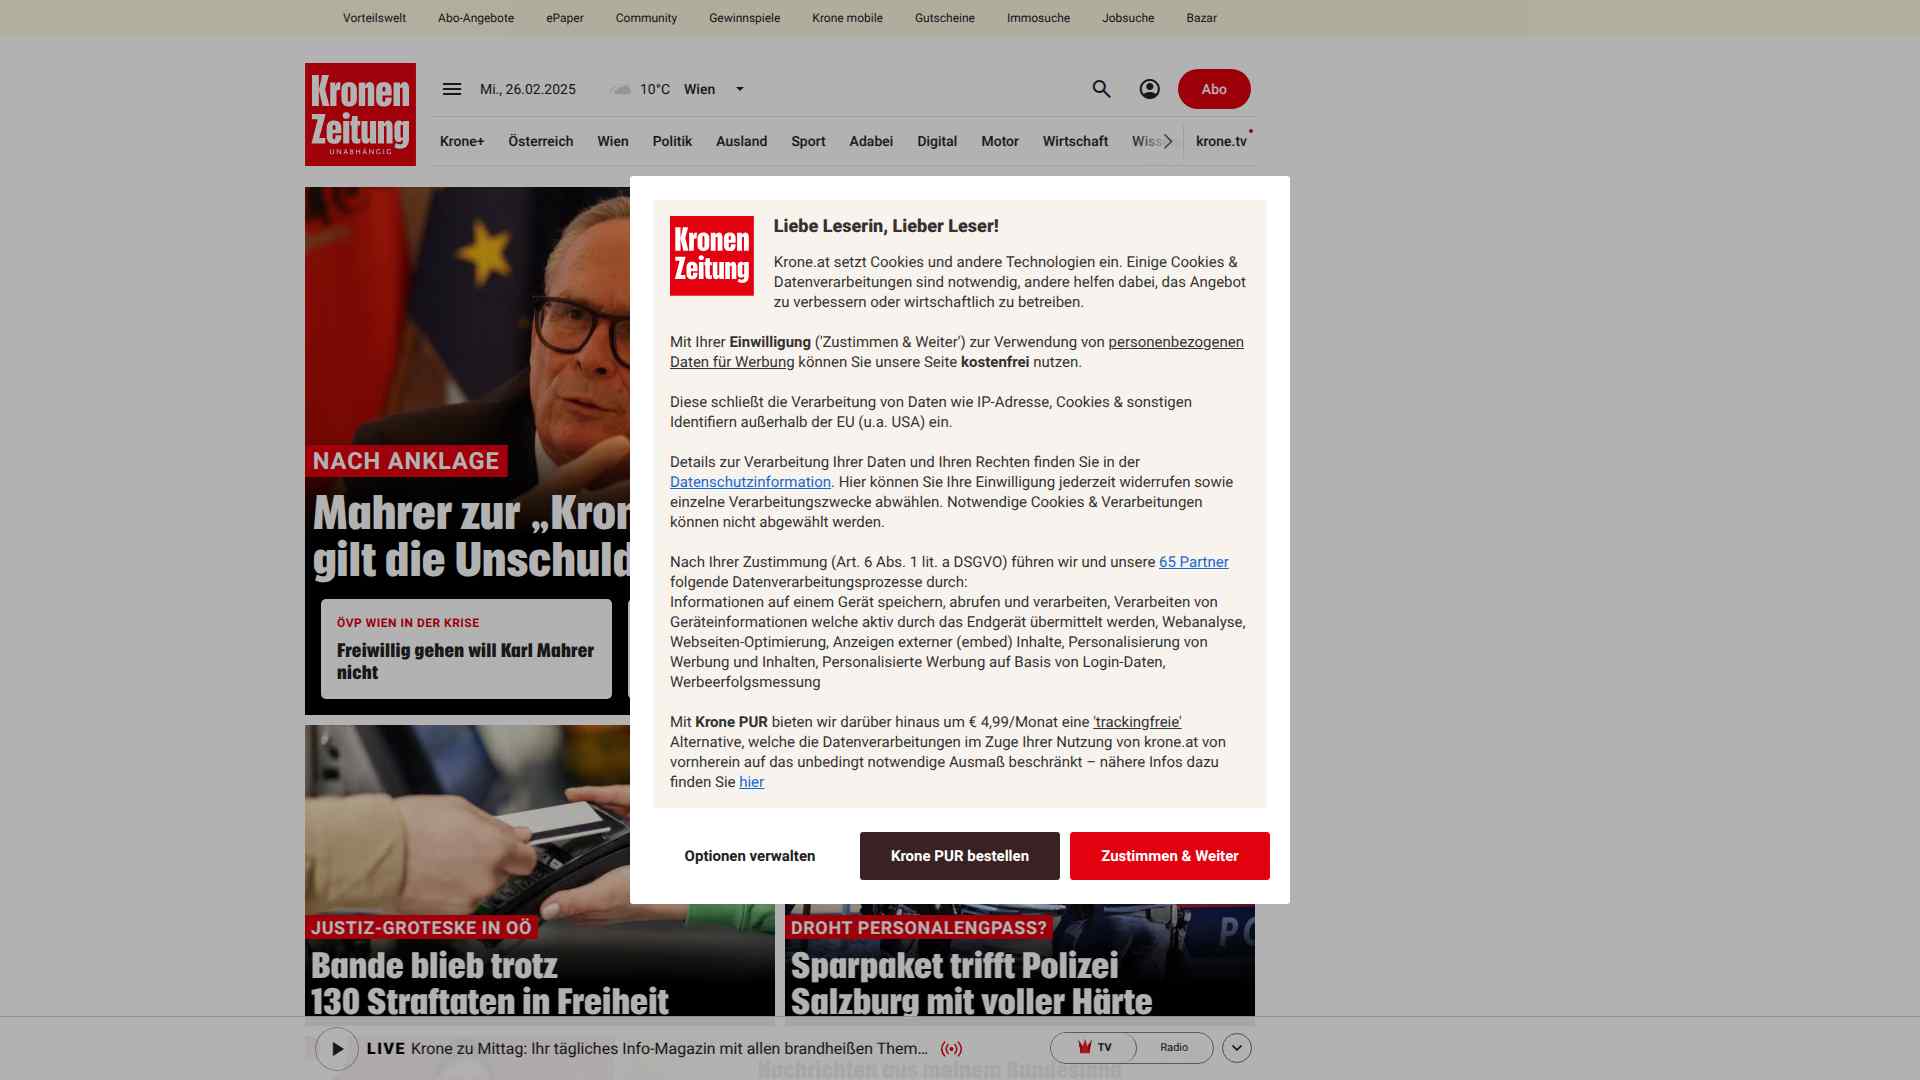 Vorteilswelt Abo-Angebote ePaper Community Gewinnspiele Krone mobile Gutscheine Immosuche Jobsuche Bazar
Kronen
Zeitung
UNABHÄNGIG
Mi., 26.02.2025 10°C Wien Abo
Krone+ Österreich Wien Politik Ausland Sport Adabei Digital Motor Wirtschaft Wiss krone.tv
NACH ANKLAGE
Mahrer zur „Kron
gilt die Unschuld
ÖVP WIEN IN DER KRISE
Freiwillig gehen will Karl Mahrer
nicht
Kronen
Zeitung
Liebe Leserin, Lieber Leser!
Krone.at setzt Cookies und andere Technologien ein. Einige Cookies &
Datenverarbeitungen sind notwendig, andere helfen dabei, das Angebot
zu verbessern oder wirtschaftlich zu betreiben.
Mit Ihrer Einwilligung ('Zustimmen & Weiter') zur Verwendung von personenbezogenen
Daten für Werbung können Sie unsere Seite kostenfrei nutzen.
Diese schließt die Verarbeitung von Daten wie IP-Adresse, Cookies & sonstigen
Identifiern außerhalb der EU (u.a. USA) ein.
Details zur Verarbeitung Ihrer Daten und Ihren Rechten finden Sie in der
Datenschutzinformation. Hier können Sie Ihre Einwilligung jederzeit widerrufen sowie
einzelne Verarbeitungszwecke abwählen. Notwendige Cookies & Verarbeitungen
können nicht abgewählt werden.
Nach Ihrer Zustimmung (Art. 6 Abs. 1 lit. a DSGVO) führen wir und unsere 65 Partner
folgende Datenverarbeitungsprozesse durch:
Informationen auf einem Gerät speichern, abrufen und verarbeiten, Verarbeiten von
Geräteinformationen welche aktiv durch das Endgerät übermittelt werden, Webanalyse,
Webseiten-Optimierung, Anzeigen externer (embed) Inhalte, Personalisierung von
Werbung und Inhalten, Personalisierte Werbung auf Basis von Login-Daten,
Werbeerfolgsmessung
Mit Krone PUR bieten wir darüber hinaus um € 4,99/Monat eine 'trackingfreie'
Alternative, welche die Datenverarbeitungen im Zuge Ihrer Nutzung von krone.at von
vornherein auf das unbedingt notwendige Ausmaß beschränkt – nähere Infos dazu
finden Sie hier
Optionen verwalten Krone PUR bestellen Zustimmen & Weiter
JUSTIZ-GROTESKE IN OÖ
Bande blieb trotz
130 Straftaten in Freiheit
PO
DROHT PERSONALENGPASS?
Sparpaket trifft Polizei
Salzburg mit voller Härte
LIVE Krone zu Mittag: Ihr tägliches Info-Magazin mit allen brandheißen Them... TV Radio
Nachrichten aus meinem Bundesland